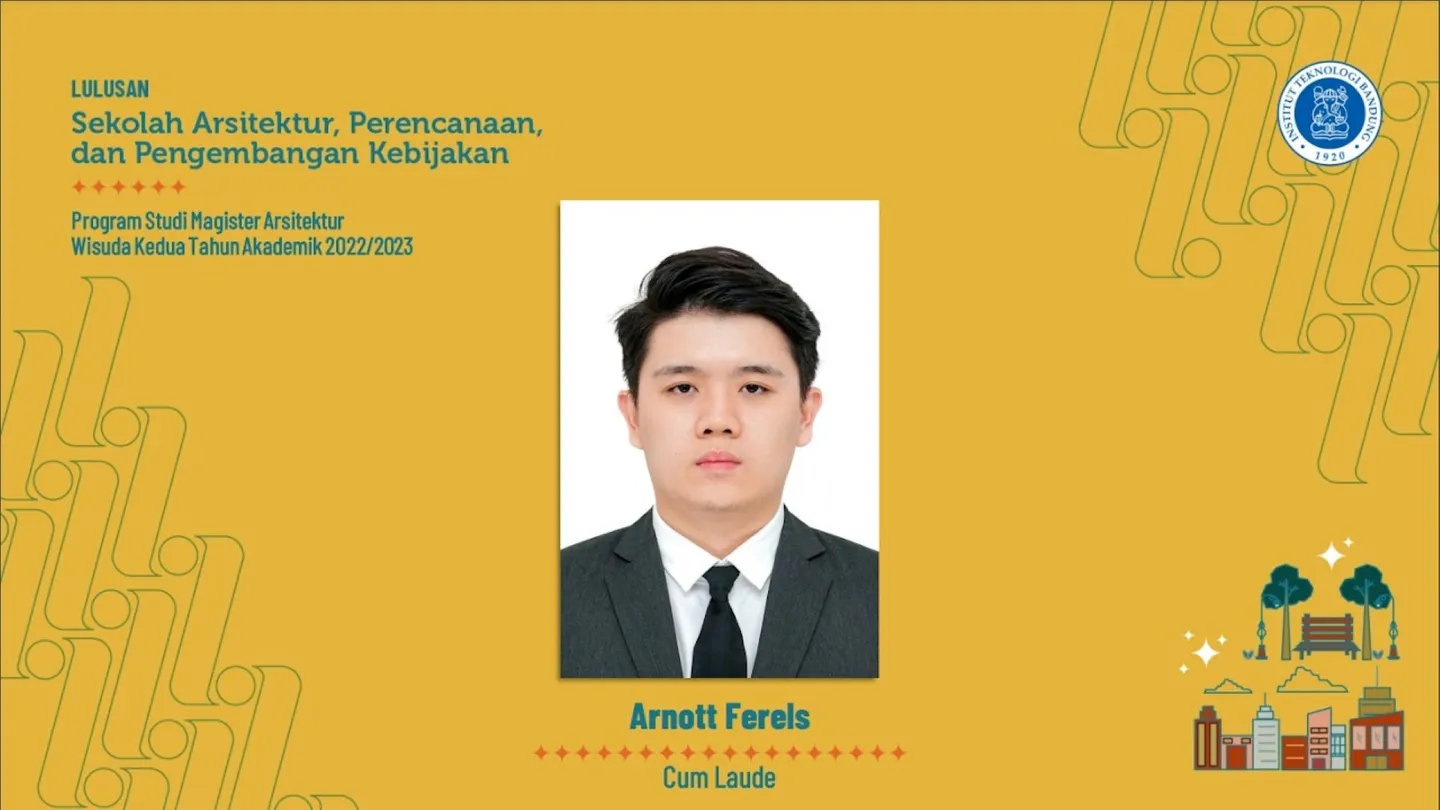 LULUSAN
Sekolah Arsitektur, Perencanaan,
dan Pengembangan Kebijakan
Program Studi Magister Arsitektur
Wisuda Kedua Tahun Akademik 2022/2023
INSTITUT TEKNOLOGI BANDUNG
1920
Arnott Ferels
Cum Laude